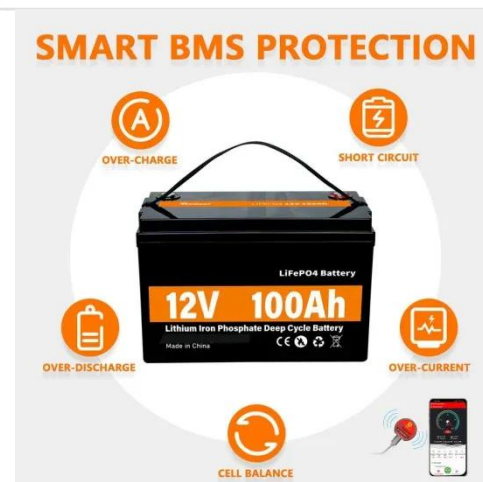 SMART BMS PROTECTION
A
OVER-CHARGE
SHORT CIRCUIT
LiFePO4 Battery
12V 100Ah
Lithium Iron Phosphate Deep Cycle Battery
Made in China
CE
OVER-DISCHARGE
OVER-CURRENT
CELL BALANCE